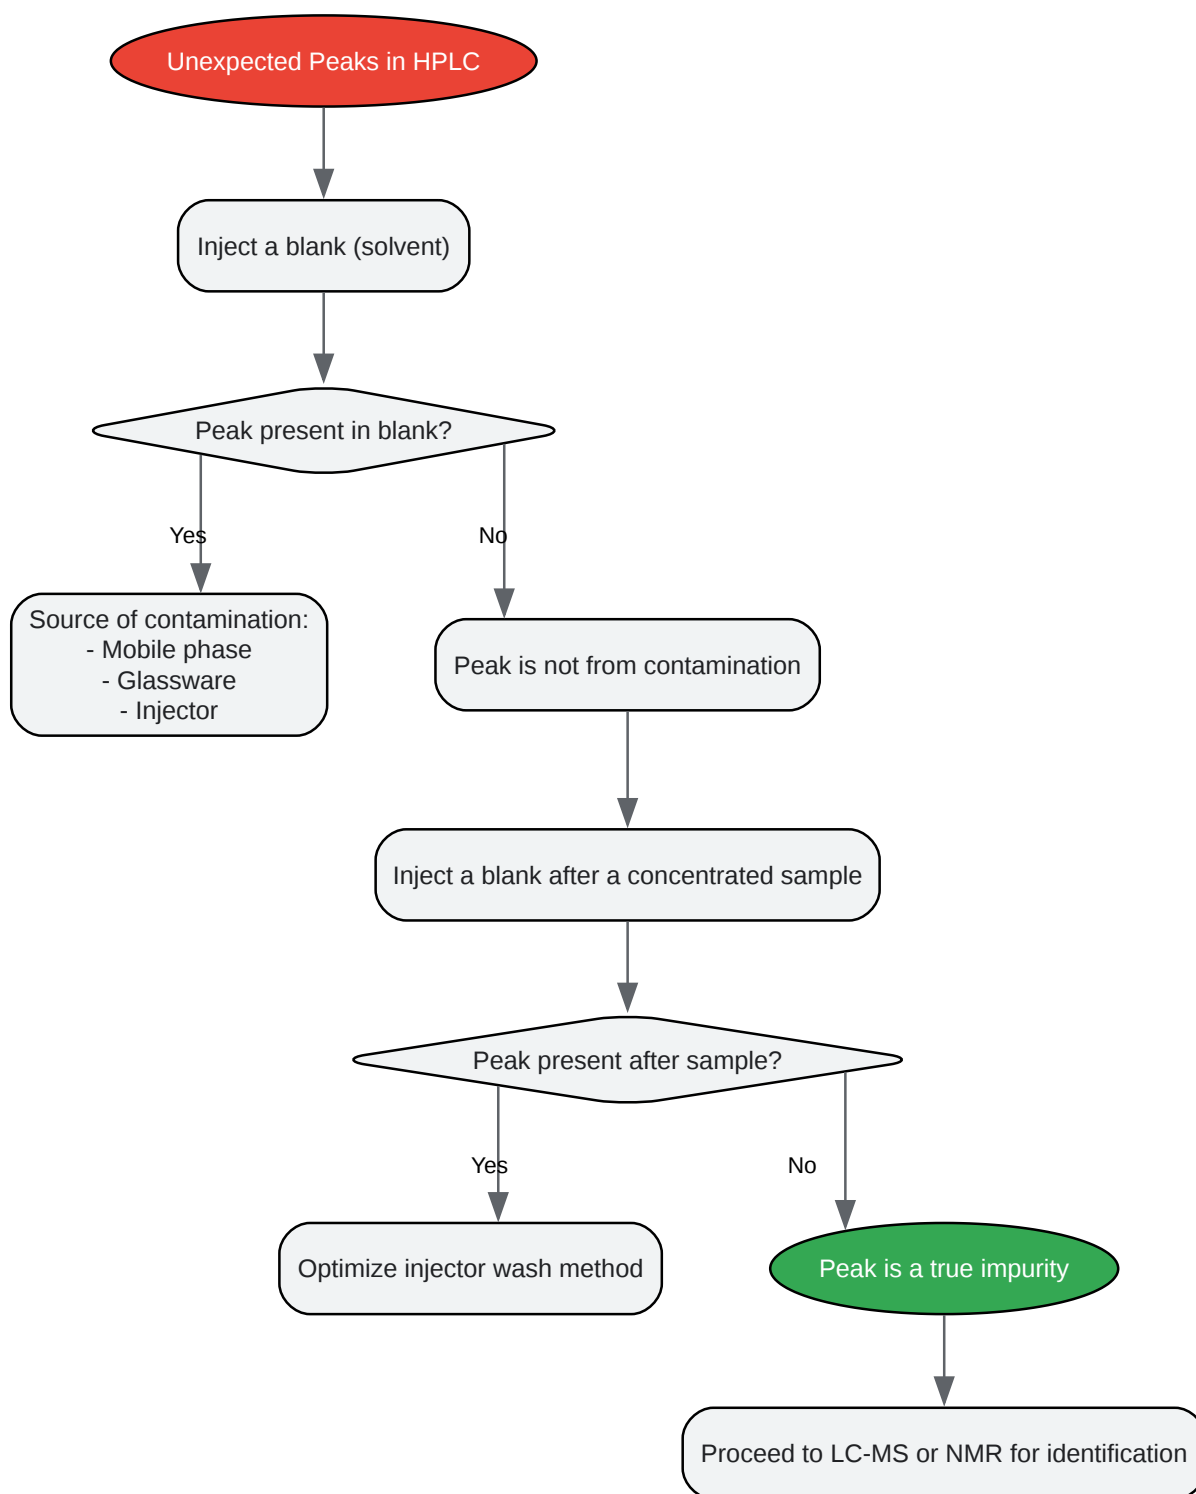 Unexpected Peaks in HPLC
Inject a blank (solvent)
Peak present in blank?
Yes
No
Source of contamination:
- Mobile phase
- Glassware
- Injector
Peak is not from contamination
Inject a blank after a concentrated sample
Peak present after sample?
Yes
No
Optimize injector wash method
Peak is a true impurity
Proceed to LC-MS or NMR for identification